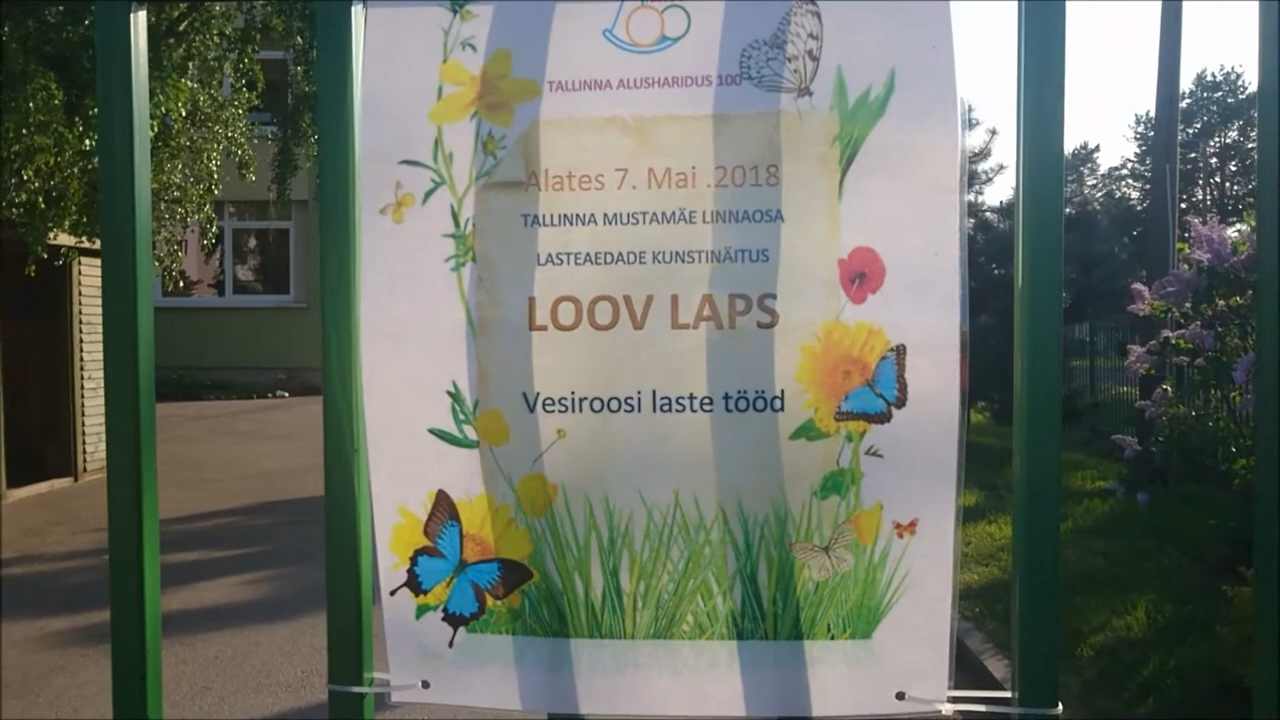 TALLINNA ALUSHARIDUS 100
Alates 7. Mai .2018
TALLINNA MUSTAMÄE LINNAOSA
LASTEAEDADE KUNSTINÄITUS
LOOV LAPS
Vesiroosi laste tööd